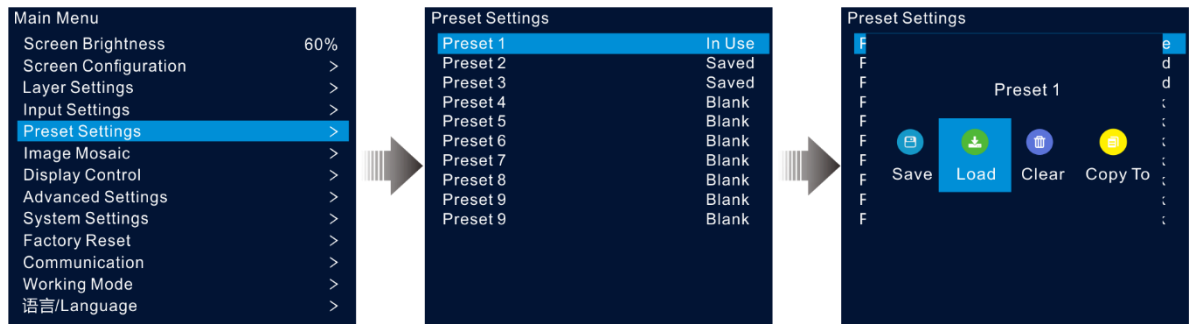 Main Menu
Screen Brightness 60%
Screen Configuration >
Layer Settings >
Input Settings >
Preset Settings >
Image Mosaic >
Display Control >
Advanced Settings >
System Settings >
Factory Reset >
Communication >
Working Mode >
语言/Language >
Preset Settings
Preset 1 In Use
Preset 2 Saved
Preset 3 Saved
Preset 4 Blank
Preset 5 Blank
Preset 6 Blank
Preset 7 Blank
Preset 8 Blank
Preset 9 Blank
Preset 9 Blank
Preset Settings
Preset 1
Save Load Clear Copy To